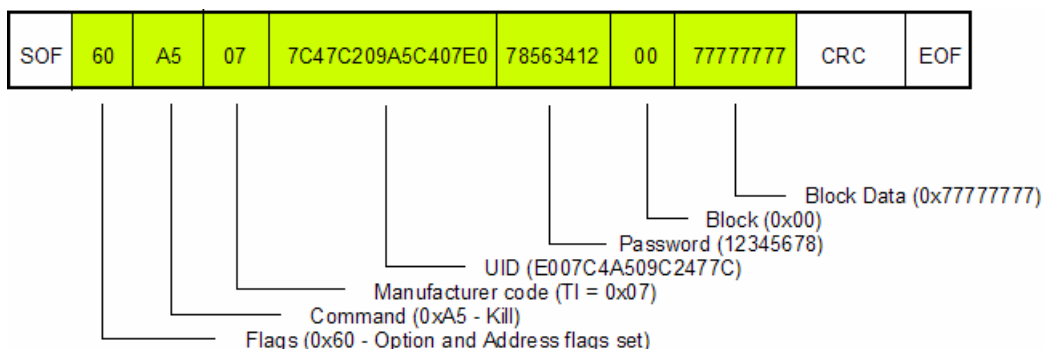 SOF 60 A5 07 7C47C209A5C407E0 78563412 00 77777777 CRC EOF
Block Data (0x77777777)
Block (0x00)
Password (12345678)
UID (E007C4A509C2477C)
Manufacturer code (TI = 0x07)
Command (0xA5 - Kill)
Flags (0x60 - Option and Address flags set)